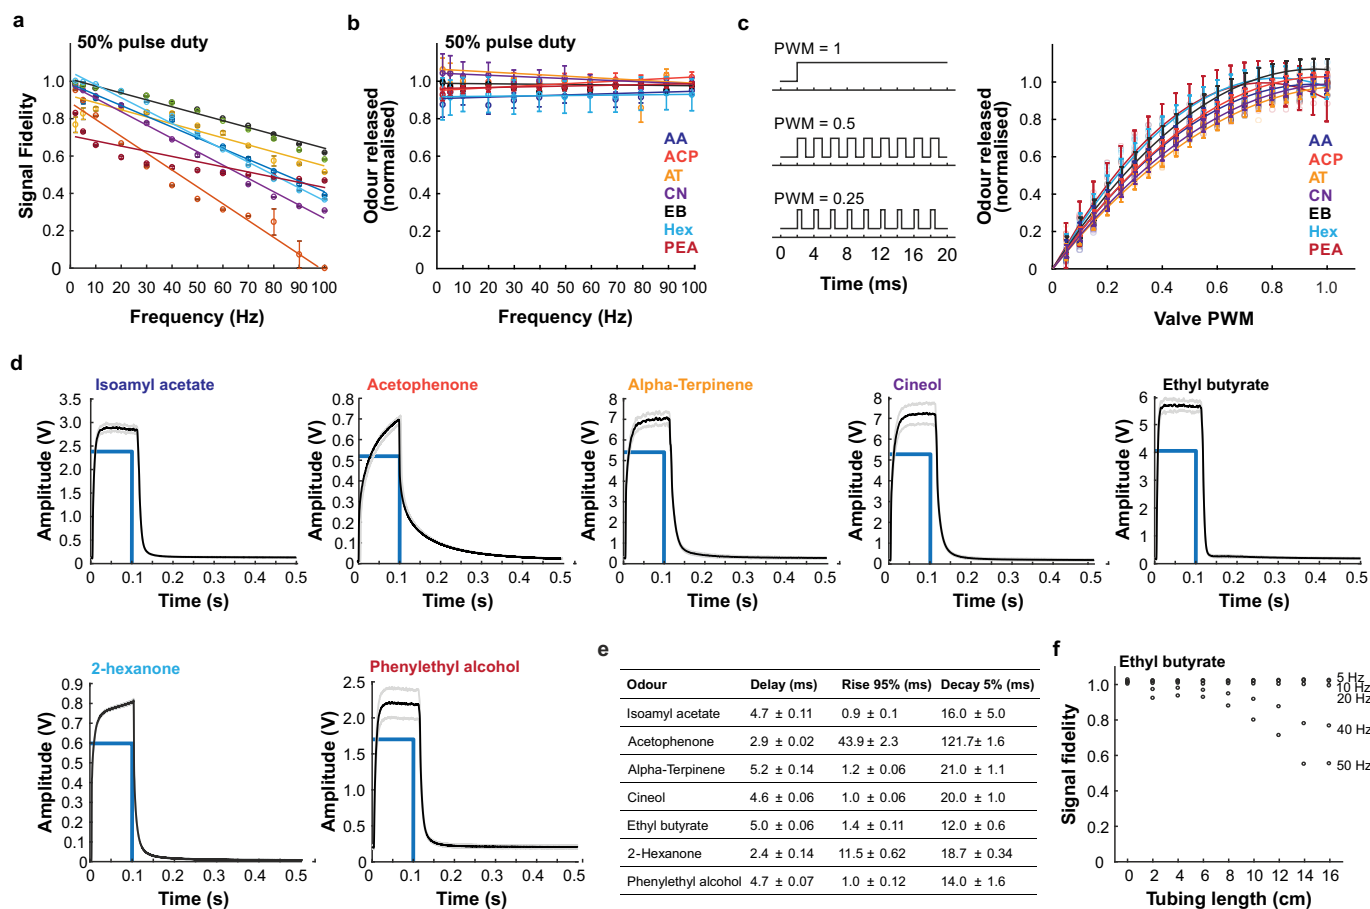 a
50% pulse duty
Signal Fidelity
1.0
0.8
0.6
0.4
0.2
0
0 10 20 30 40 50 60 70 80 90 100
Frequency (Hz)
b
50% pulse duty
Odour released
(normalised)
1.0
0.8
0.6
0.4
0.2
0
0 10 20 30 40 50 60 70 80 90 100
Frequency (Hz)
AA
ACP
AT
CN
EB
Hex
PEA
c
PWM = 1
PWM = 0.5
PWM = 0.25
0 4 8 12 16 20
Time (ms)
Odour released
(normalised)
1.0
0.8
0.6
0.4
0.2
0
0 0.2 0.4 0.6 0.8 1.0
Valve PWM
AA
ACP
AT
CN
EB
Hex
PEA
d
Isoamyl acetate
Amplitude (V)
3.5
3.0
2.5
2.0
1.5
1.0
0.5
0
0 0.1 0.2 0.3 0.4 0.5
Time (s)
Acetophenone
Amplitude (V)
0.8
0.7
0.6
0.5
0.4
0.3
0.2
0.1
0
0 0.1 0.2 0.3 0.4 0.5
Time (s)
Alpha-Terpinene
Amplitude (V)
8
7
6
5
4
3
2
1
0
0 0.1 0.2 0.3 0.4 0.5
Time (s)
Cineol
Amplitude (V)
8
7
6
5
4
3
2
1
0
0 0.1 0.2 0.3 0.4 0.5
Time (s)
Ethyl butyrate
Amplitude (V)
6
5
4
3
2
1
0
0 0.1 0.2 0.3 0.4 0.5
Time (s)
2-hexanone
Amplitude (V)
0.9
0.8
0.7
0.6
0.5
0.4
0.3
0.2
0.1
0
0 0.1 0.2 0.3 0.4 0.5
Time (s)
Phenylethyl alcohol
Amplitude (V)
2.5
2.0
1.5
1.0
0.5
0
0 0.1 0.2 0.3 0.4 0.5
Time (s)
e
Odour Delay (ms) Rise 95% (ms) Decay 5% (ms)
Isoamyl acetate 4.7 ± 0.11 0.9 ± 0.1 16.0 ± 5.0
Acetophenone 2.9 ± 0.02 43.9 ± 2.3 121.7± 1.6
Alpha-Terpinene 5.2 ± 0.14 1.2 ± 0.06 21.0 ± 1.1
Cineol 4.6 ± 0.06 1.0 ± 0.06 20.0 ± 1.0
Ethyl butyrate 5.0 ± 0.06 1.4 ± 0.11 12.0 ± 0.6
2-Hexanone 2.4 ± 0.14 11.5 ± 0.62 18.7 ± 0.34
Phenylethyl alcohol 4.7 ± 0.07 1.0 ± 0.12 14.0 ± 1.6
f
Ethyl butyrate
Signal fidelity
1.0
0.8
0.6
0.4
0.2
0
0 2 4 6 8 10 12 14 16
Tubing length (cm)
5 Hz
10 Hz
20 Hz
40 Hz
50 Hz